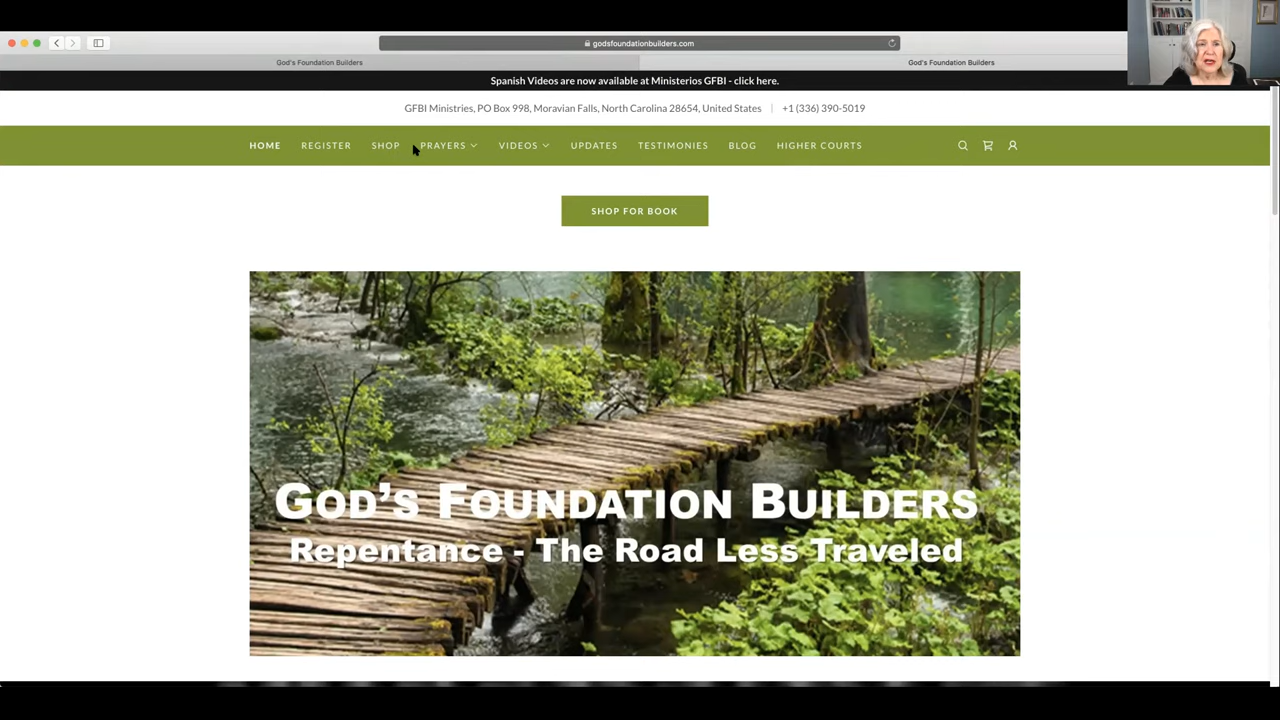 godsfoundationbuilders.com
God's Foundation Builders
God's Foundation Builders
Spanish Videos are now available at Ministerios GFBI - click here.
GFBI Ministries, PO Box 998, Moravian Falls, North Carolina 28654, United States | +1 (336) 390-5019
HOME REGISTER SHOP PRAYERS VIDEOS UPDATES TESTIMONIES BLOG HIGHER COURTS
SHOP FOR BOOK
GOD'S FOUNDATION BUILDERS
Repentance - The Road Less Traveled